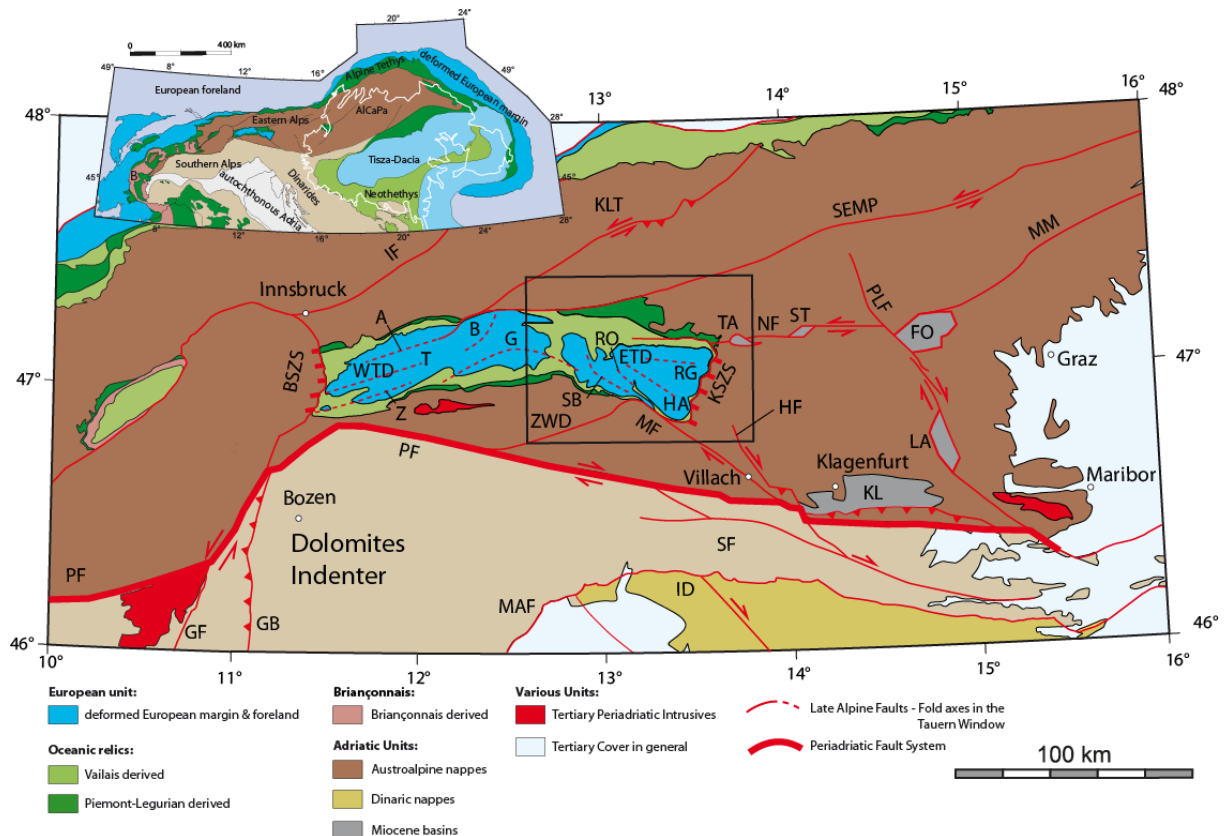 20°
24°
0
400 km
49°
8°
12°
16°
Alpine Tethys
deformed European margin
49°
European foreland
Eastern Alps
AlCaPa
28°
B
Southern Alps
Tisza-Dacia
45°
autochthonous Adria
Dinarides
Neothethys
45°
8°
12°
16°
20°
24°
28°
13°
14°
15°
16°
48°
48°
KLT
SEMP
MM
IF
Innsbruck
PLF
A
B
TA
NF
ST
FO
G
RO
Graz
47°
BSZS
WTD
T
ETD
RG
KSZS
47°
Z
SB
HA
HF
ZWD
MF
LA
PF
Villach
Klagenfurt
Maribor
KL
Bozen
Dolomites
Indenter
SF
PF
ID
MAF
GF
GB
46°
46°
10°
11°
12°
13°
14°
15°
16°
European unit:
deformed European margin & foreland
Oceanic relics:
Vailais derived
Piemont-Legurian derived
Briançonnais:
Briançonnais derived
Adriatic Units:
Austroalpine nappes
Dinaric nappes
Miocene basins
Various Units:
Tertiary Periadriatic Intrusives
Tertiary Cover in general
Late Alpine Faults - Fold axes in the
Tauern Window
Periadriatic Fault System
100 km